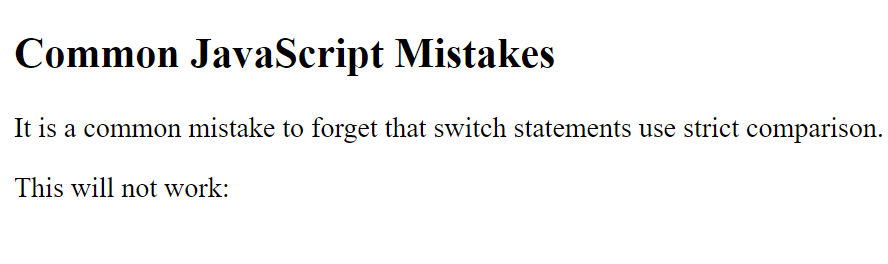 Common JavaScript Mistakes
It is a common mistake to forget that switch statements use strict comparison.
This will not work: